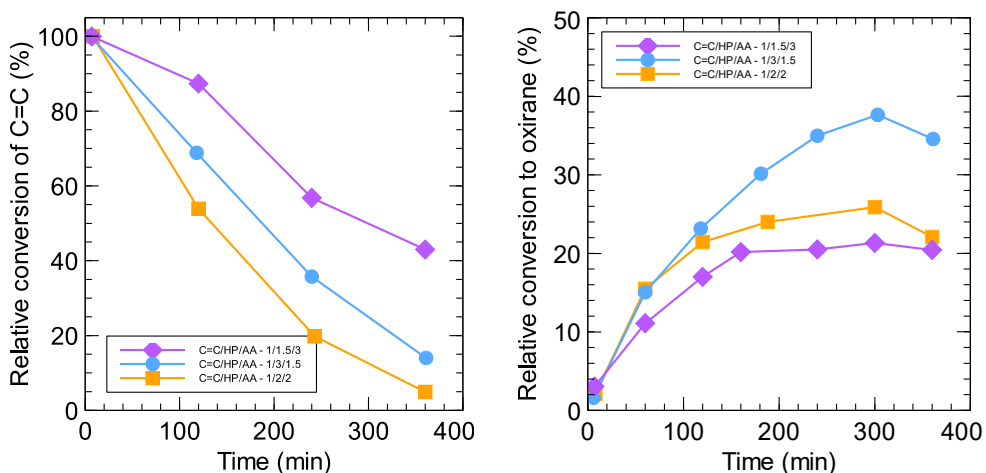 Relative conversion of C=C (%)
100
80
60
40
20
0
C=C/HP/AA - 1/1.5/3
C=C/HP/AA - 1/3/1.5
C=C/HP/AA - 1/2/2
0
100
200
300
400
Time (min)
Relative conversion to oxirane (%)
50
40
30
20
10
0
C=C/HP/AA - 1/1.5/3
C=C/HP/AA - 1/3/1.5
C=C/HP/AA - 1/2/2
0
100
200
300
400
Time (min)